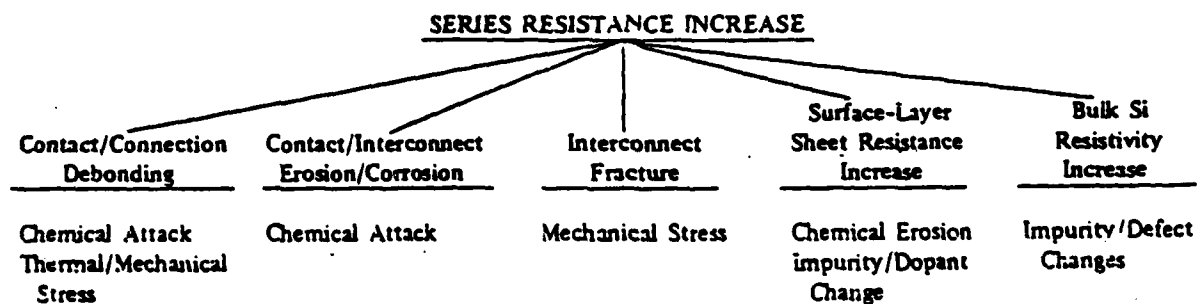 SERIES RESISTANCE INCREASE
Contact/Connection
Debonding
Chemical Attack
Thermal/Mechanical
Stress
Contact/Interconnect
Erosion/Corrosion
Chemical Attack
Interconnect
Fracture
Mechanical Stress
Surface-Layer
Sheet Resistance
Increase
Chemical Erosion
impurity/Dopant
Change
Bulk Si
Resistivity
Increase
Impurity/Defect
Changes